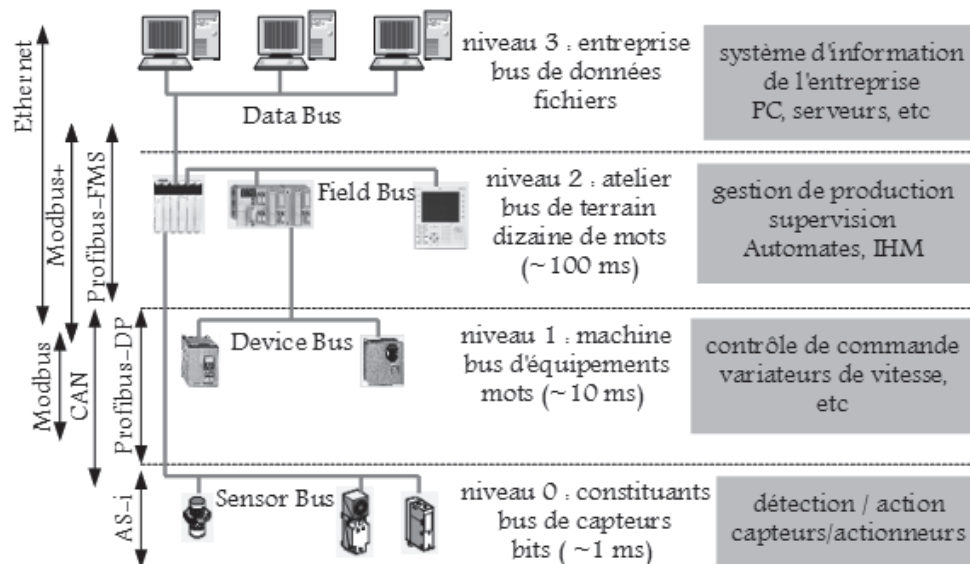 Ethernet
Modbus+
Profibus-FMS
Modbus
CAN
Profibus-DP
AS-i
Data Bus
niveau 3 : entreprise
bus de données
fichiers
système d'information
de l'entreprise
PC, serveurs, etc
Field Bus
niveau 2 : atelier
bus de terrain
dizaine de mots
(~100 ms)
gestion de production
supervision
Automates, IHM
Device Bus
niveau 1 : machine
bus d'équipements
mots (~10 ms)
contrôle de commande
variateurs de vitesse,
etc
Sensor Bus
niveau 0 : constituants
bus de capteurs
bits (~1 ms)
détection / action
capteurs/actionneurs